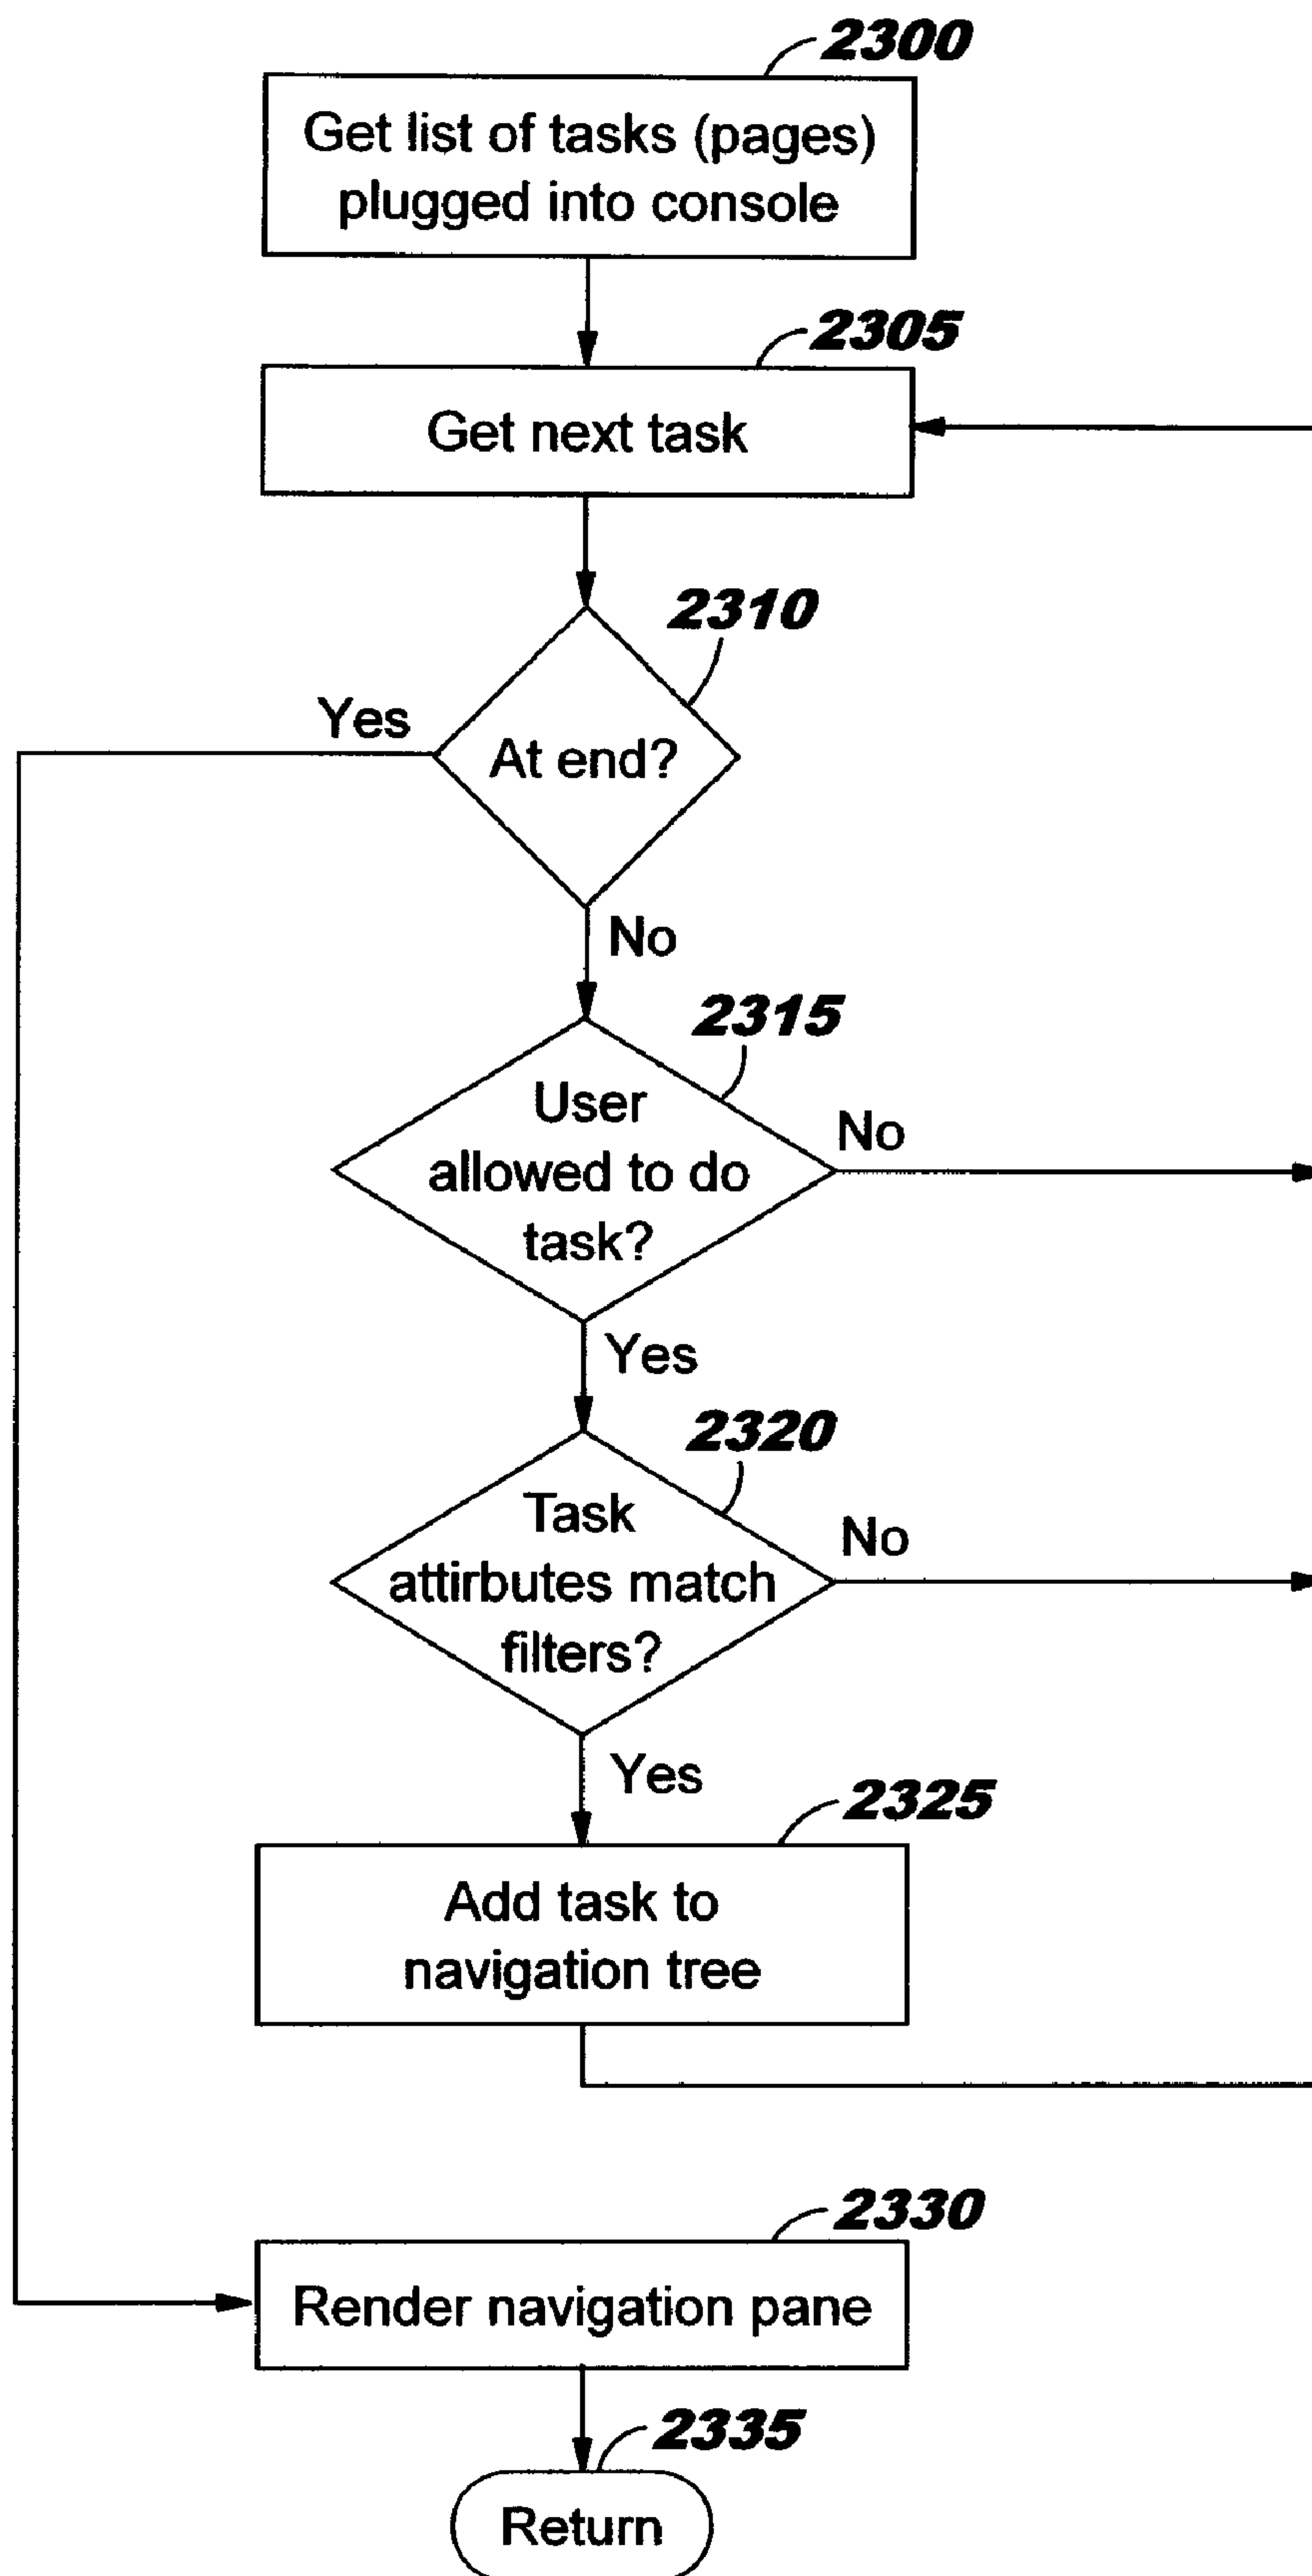 2300
Get list of tasks (pages)
plugged into console
2305
Get next task
2310
Yes
At end?
No
2315
User
allowed to do
task?
No
Yes
2320
Task
attirbutes match
filters?
No
Yes
2325
Add task to
navigation tree
2330
Render navigation pane
2335
Return